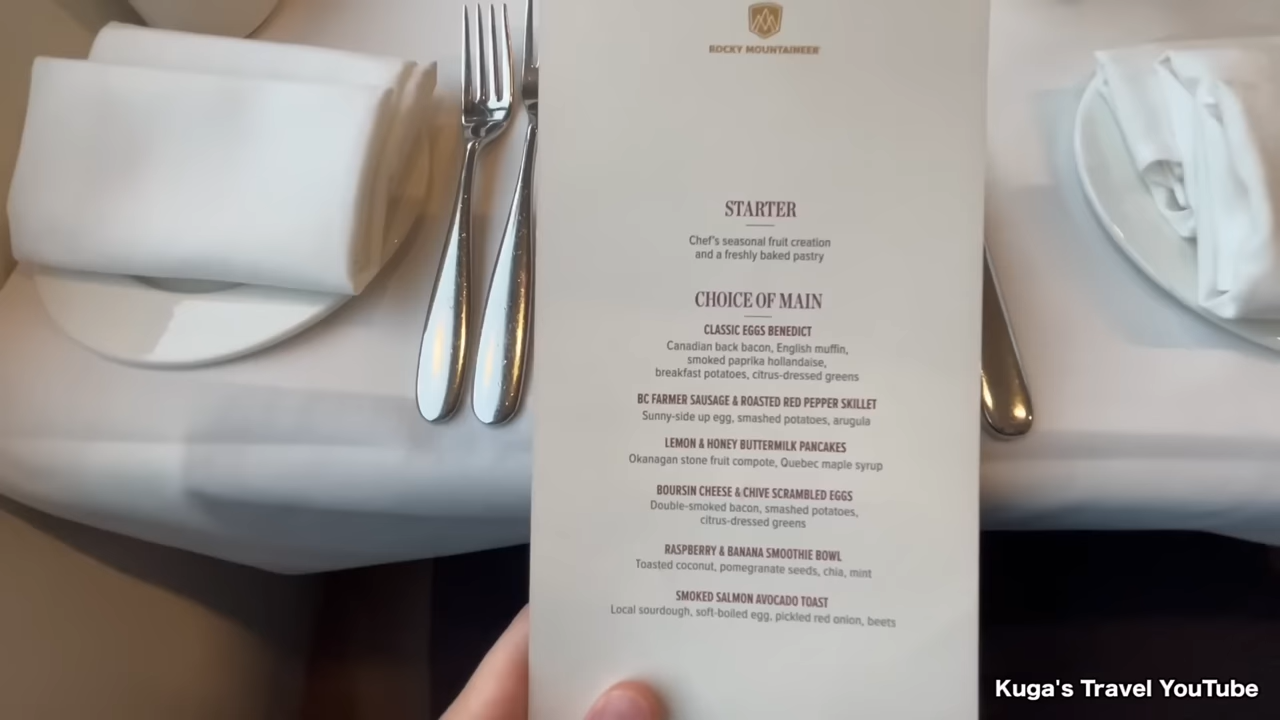 ROCKY MOUNTAINEER
STARTER
Chef's seasonal fruit creation
and a freshly baked pastry
CHOICE OF MAIN
CLASSIC EGGS BENEDICT
Canadian back bacon, English muffin,
smoked paprika hollandaise,
breakfast potatoes, citrus-dressed greens
BC FARMER SAUSAGE & ROASTED RED PEPPER SKILLET
Sunny-side up egg, smashed potatoes, arugula
LEMON & HONEY BUTTERMILK PANCAKES
Okanagan stone fruit compote, Quebec maple syrup
BOURSIN CHEESE & CHIVE SCRAMBLED EGGS
Double-smoked bacon, smashed potatoes,
citrus-dressed greens
RASPBERRY & BANANA SMOOTHIE BOWL
Toasted coconut, pomegranate seeds, chia, mint
SMOKED SALMON AVOCADO TOAST
Local sourdough, soft-boiled egg, pickled red onion, beets
Kuga's Travel YouTube